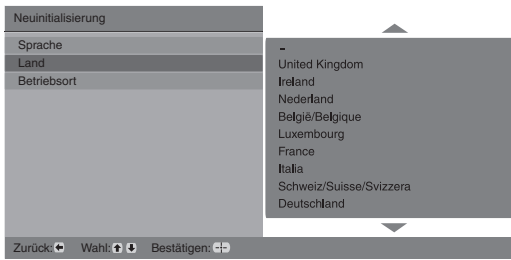 Neuinitialisierung
Sprache
Land
Betriebsort
-
United Kingdom
Ireland
Nederland
België/Belgique
Luxembourg
France
Italia
Schweiz/Suisse/Svizzera
Deutschland
Zurück: Wahl: Bestätigen: